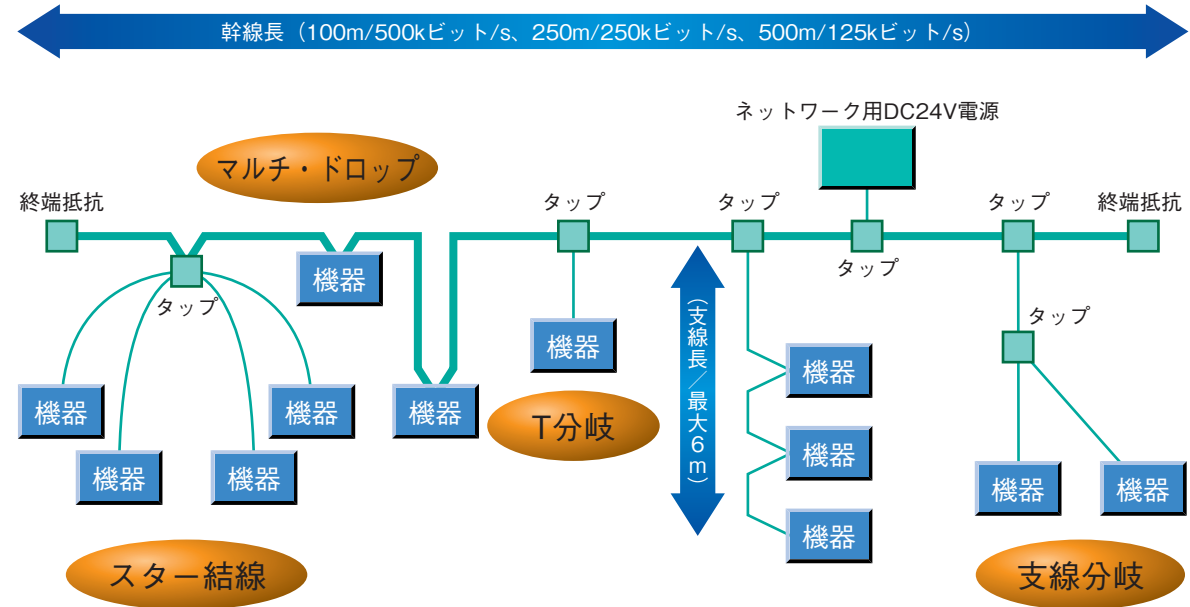 幹線長（100m/500kビット/s、250m/250kビット/s、500m/125kビット/s）
ネットワーク用DC24V電源
マルチ・ドロップ
終端抵抗
タップ
タップ
タップ
終端抵抗
タップ
機器
タップ
（支線長／最大6m）
タップ
機器
機器
機器
機器
機器
機器
T分岐
機器
機器
機器
機器
機器
機器
スター結線
支線分岐